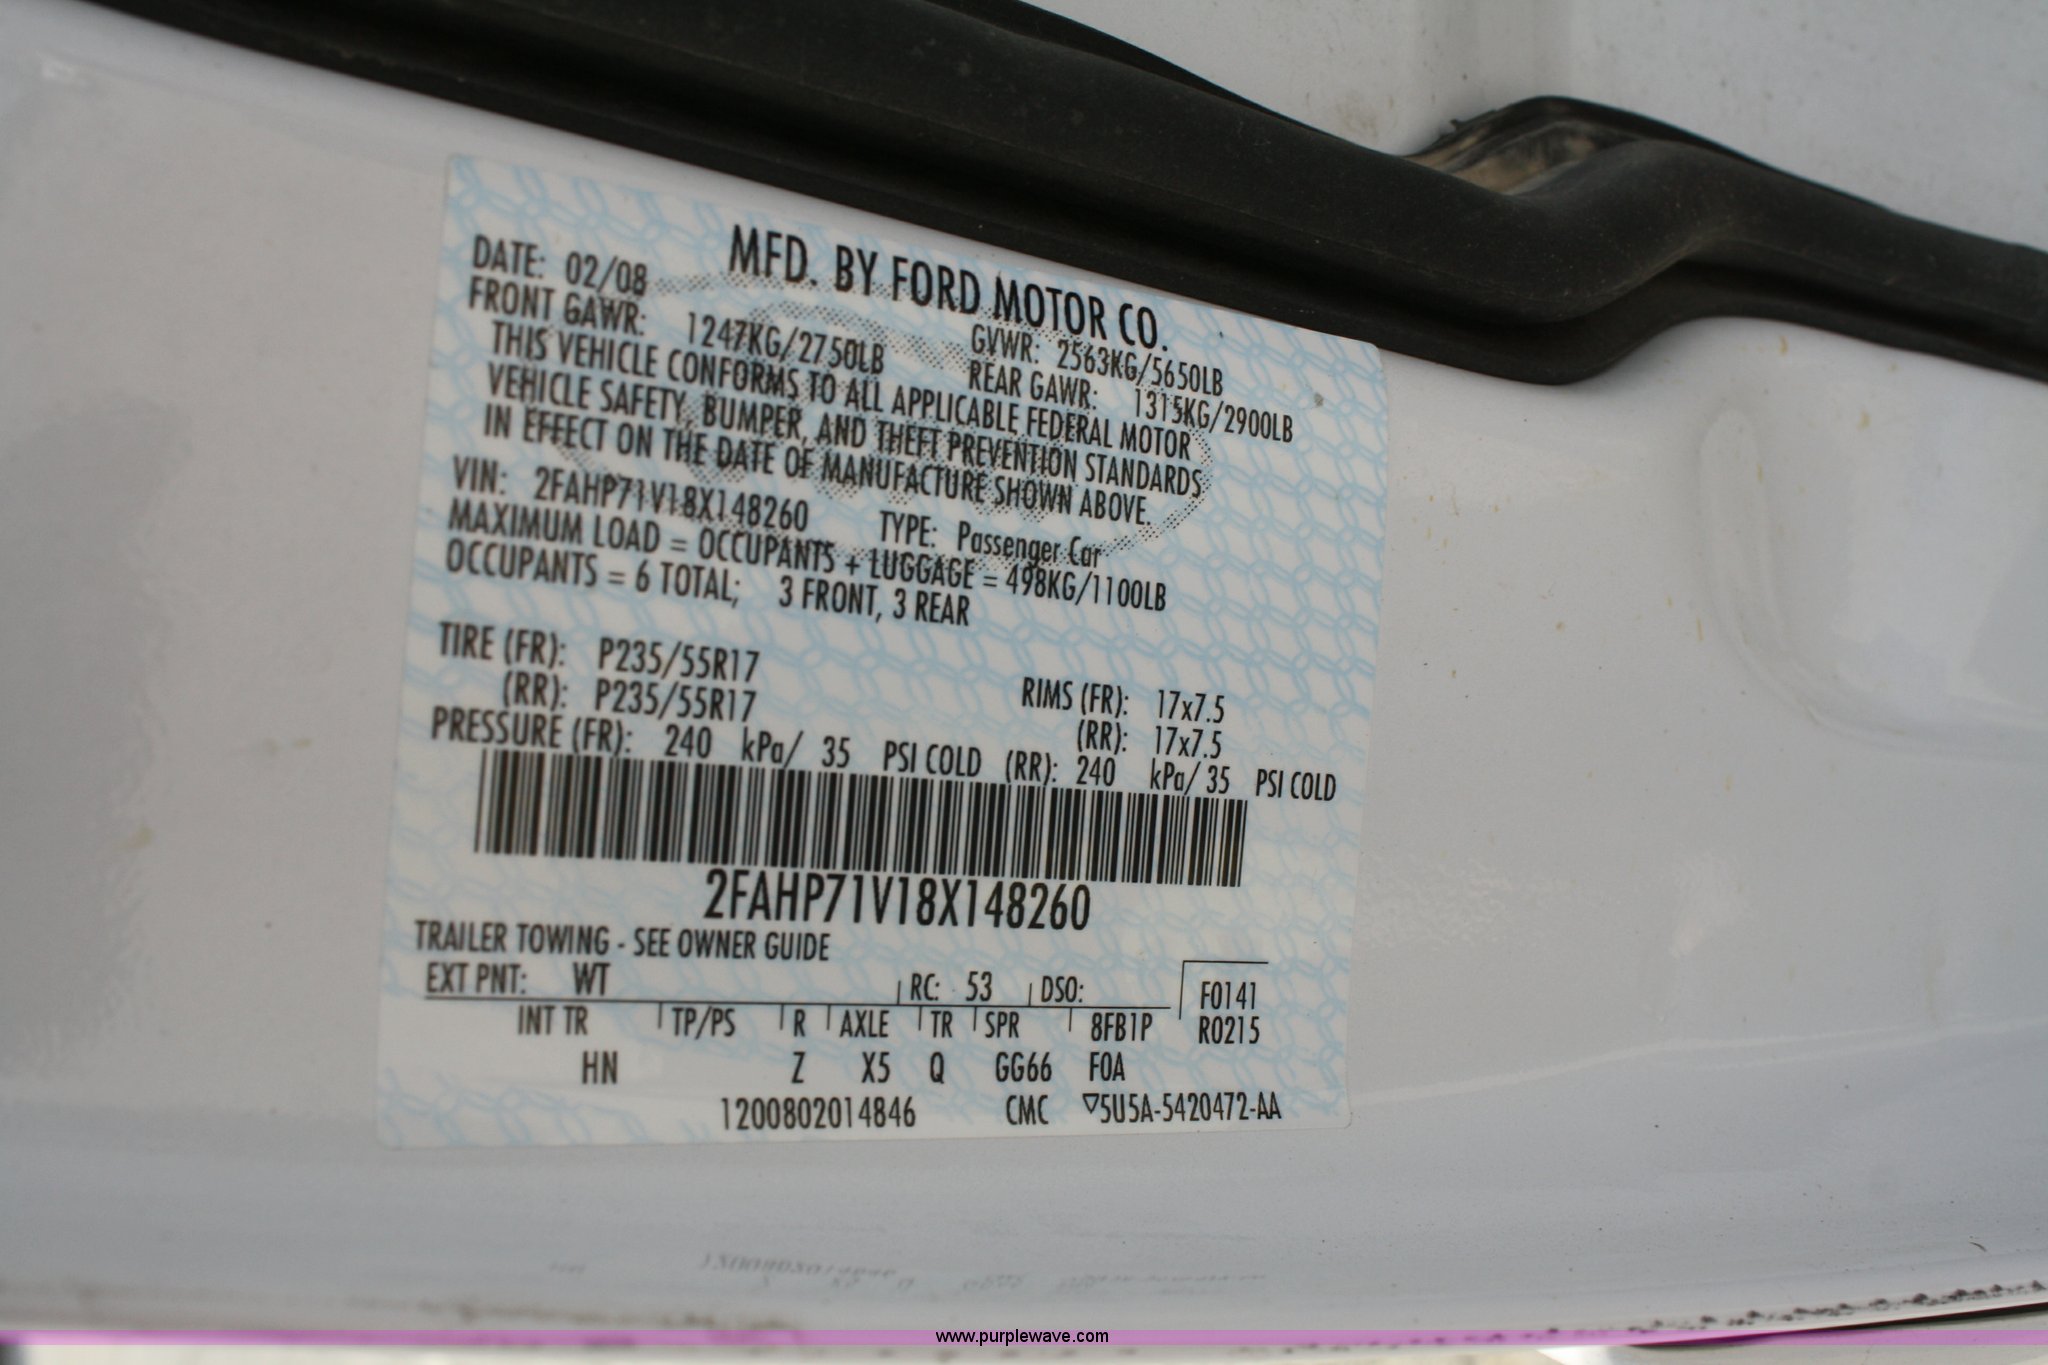 MFD. BY FORD MOTOR CO.
DATE: 02/08 GVWR: 2563KG/5650LB
FRONT GAWR: 1247KG/2750LB REAR GAWR: 1315KG/2900LB
THIS VEHICLE CONFORMS TO ALL APPLICABLE FEDERAL MOTOR
VEHICLE SAFETY, BUMPER, AND THEFT PREVENTION STANDARDS
IN EFFECT ON THE DATE OF MANUFACTURE SHOWN ABOVE.
VIN: 2FAHP71V18X148260 TYPE: Passenger Car
MAXIMUM LOAD = OCCUPANTS + LUGGAGE = 498KG/1100LB
OCCUPANTS = 6 TOTAL; 3 FRONT, 3 REAR
TIRE (FR): P235/55R17 RIMS (FR): 17x7.5
(RR): P235/55R17 (RR): 17x7.5
PRESSURE (FR): 240 kPa/ 35 PSI COLD (RR): 240 kPa/ 35 PSI COLD
2FAHP71V18X148260
TRAILER TOWING - SEE OWNER GUIDE
EXT PNT: WT RC: 53 DSO: F0141
INT TR TP/PS R AXLE TR SPR 8FB1P R0215
HN Z X5 Q GG66 F0A
1200802014846 CMC ▽5U5A-5420472-AA
www.purplewave.com